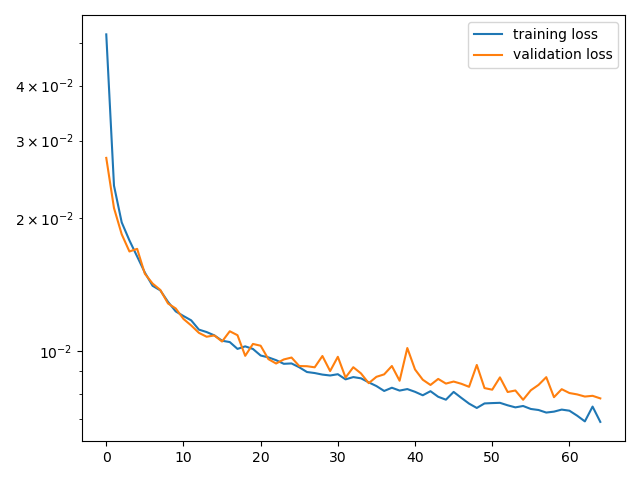 training loss
validation loss
4 × 10⁻²
3 × 10⁻²
2 × 10⁻²
10⁻²
0 10 20 30 40 50 60